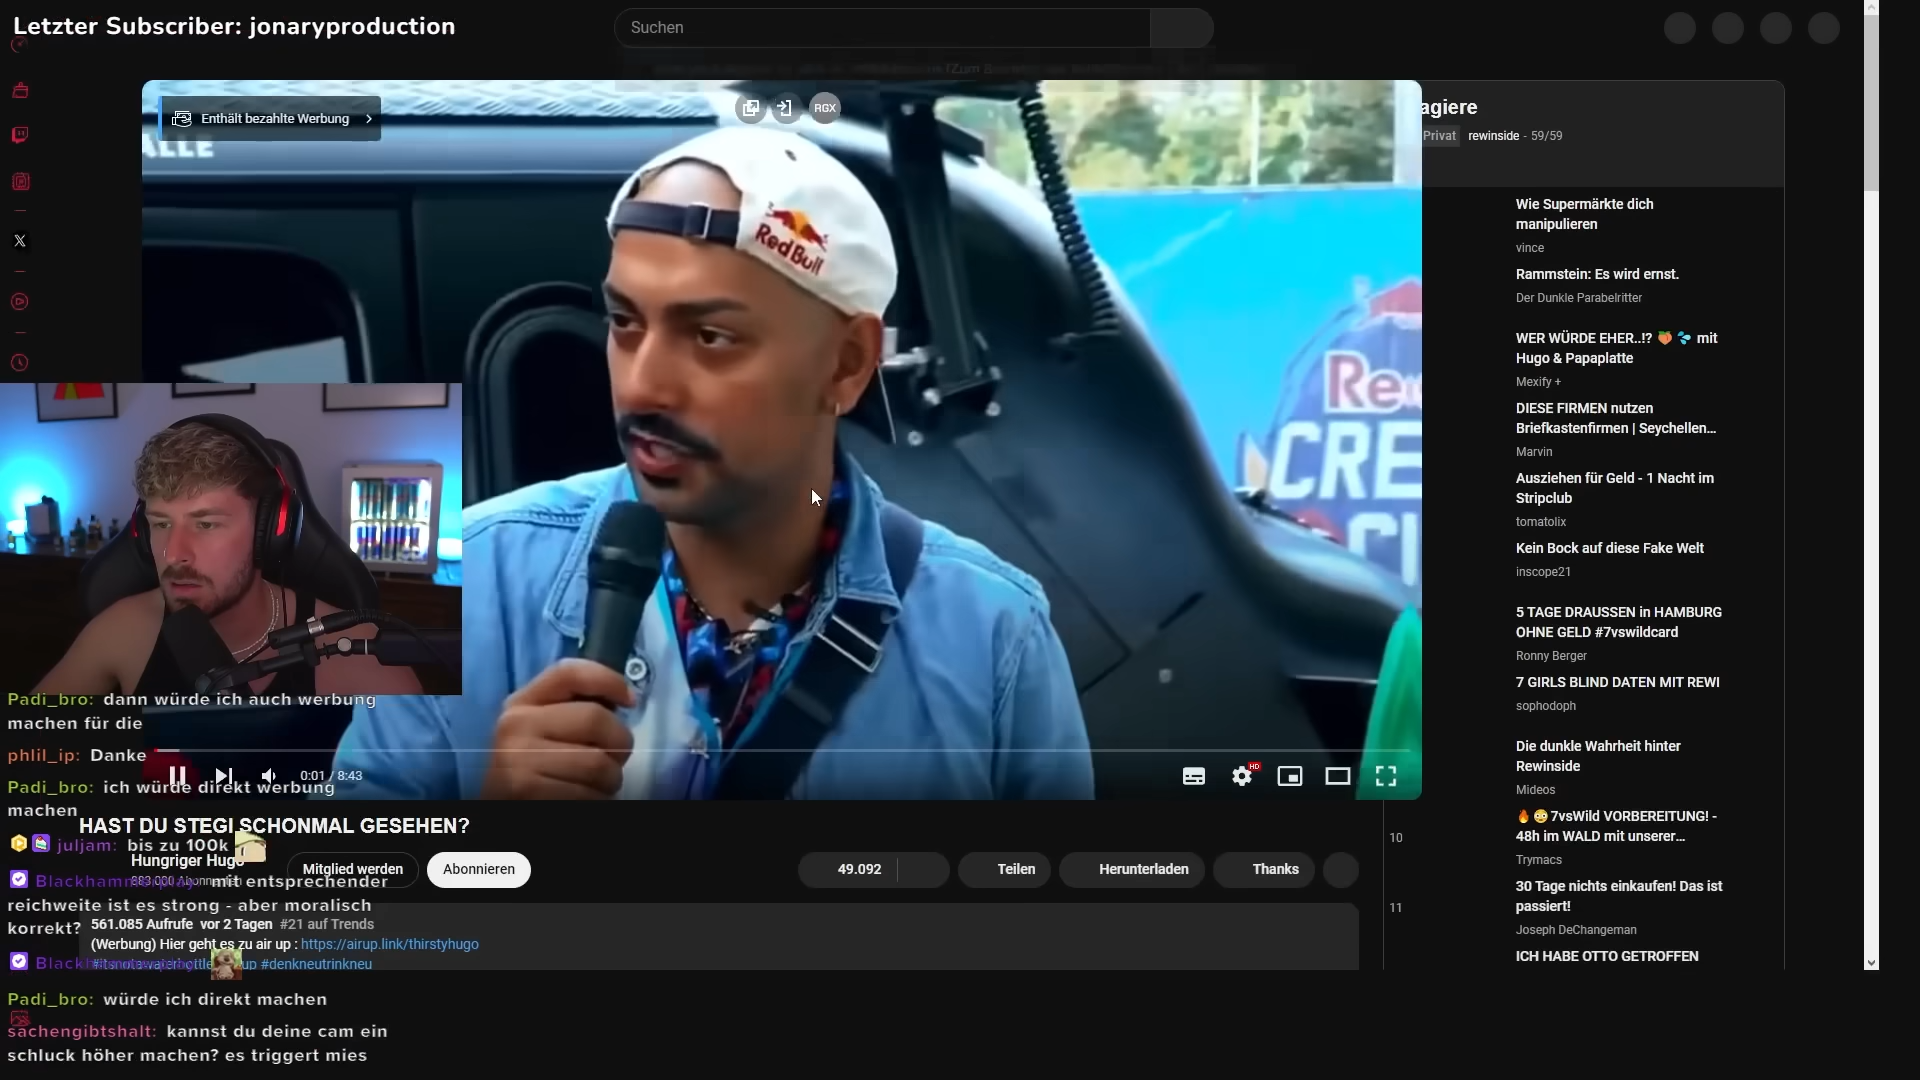 Letzter Subscriber: jonaryproduction
Suchen
Enthält bezahlte Werbung
RGX
ALLE
Red Bull
CRE
agiere
Privat rewinside - 59/59
Wie Supermärkte dich
manipulieren
vince
Rammstein: Es wird ernst.
Der Dunkle Parabelritter
WER WÜRDE EHER..!? 🍑 💦 mit
Hugo & Papaplatte
Mexify +
DIESE FIRMEN nutzen
Briefkastenfirmen | Seychellen...
Marvin
Ausziehen für Geld - 1 Nacht im
Stripclub
tomatolix
Kein Bock auf diese Fake Welt
inscope21
5 TAGE DRAUSSEN in HAMBURG
OHNE GELD #7vswildcard
Ronny Berger
7 GIRLS BLIND DATEN MIT REWI
sophodoph
Die dunkle Wahrheit hinter
Rewinside
Mideos
🔥😳7vsWild VORBEREITUNG! -
48h im WALD mit unserer...
Trymacs
30 Tage nichts einkaufen! Das ist
passiert!
Joseph DeChangeman
ICH HABE OTTO GETROFFEN
10
11
0:01 / 8:43
HD
HAST DU STEGI SCHONMAL GESEHEN?
Hungriger Hugo
Mitglied werden
Abonnieren
49.092
Teilen
Herunterladen
Thanks
561.085 Aufrufe vor 2 Tagen #21 auf Trends
(Werbung) Hier geht es zu air up : https://airup.link/thirstyhugo
#denkneutrinkneu
Padi_bro: dann würde ich auch werbung
machen für die
phlil_ip: Danke
Padi_bro: ich würde direkt werbung
machen
juljam: bis zu 100k
mit entsprechender
reichweite ist es strong - aber moralisch
korrekt?
Padi_bro: würde ich direkt machen
sachengibtshalt: kannst du deine cam ein
schluck höher machen? es triggert mies